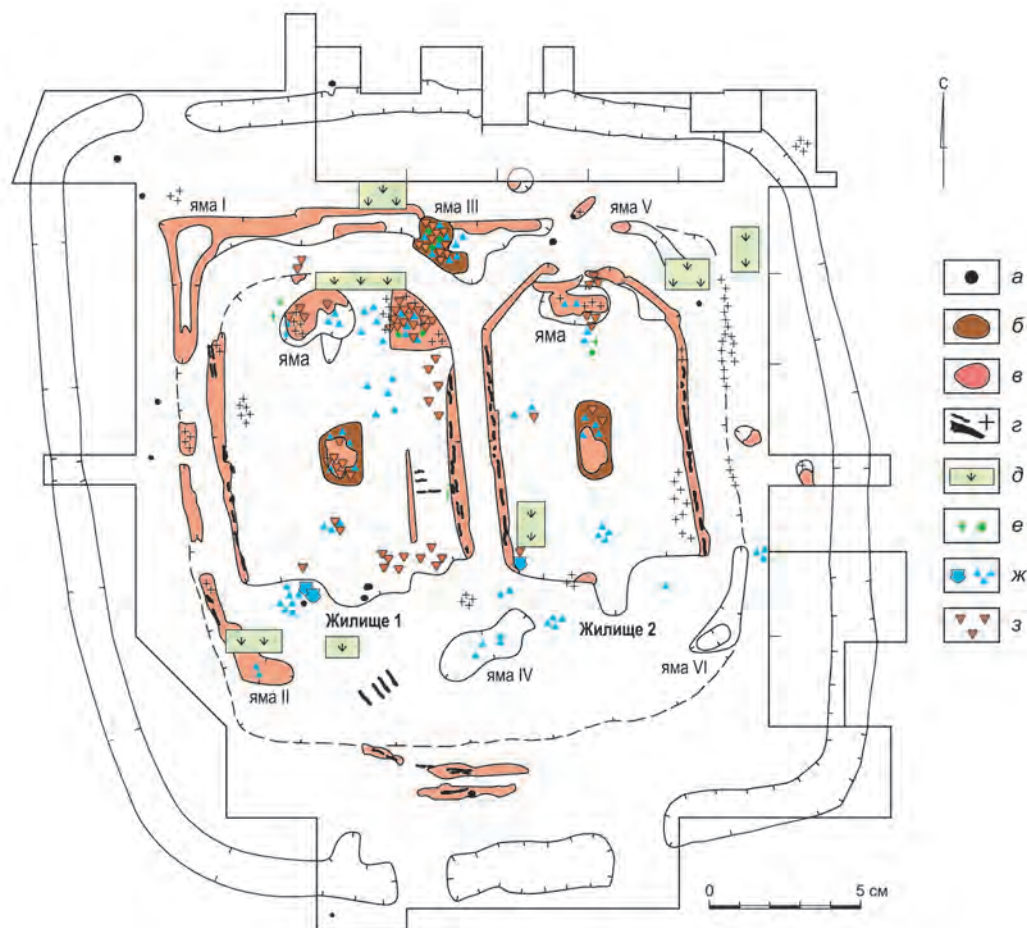 С
яма I
яма III
яма V
а
б
яма
яма
в
г
д
е
ж
з
Жилище 1
Жилище 2
яма II
яма IV
яма VI
0 5 см